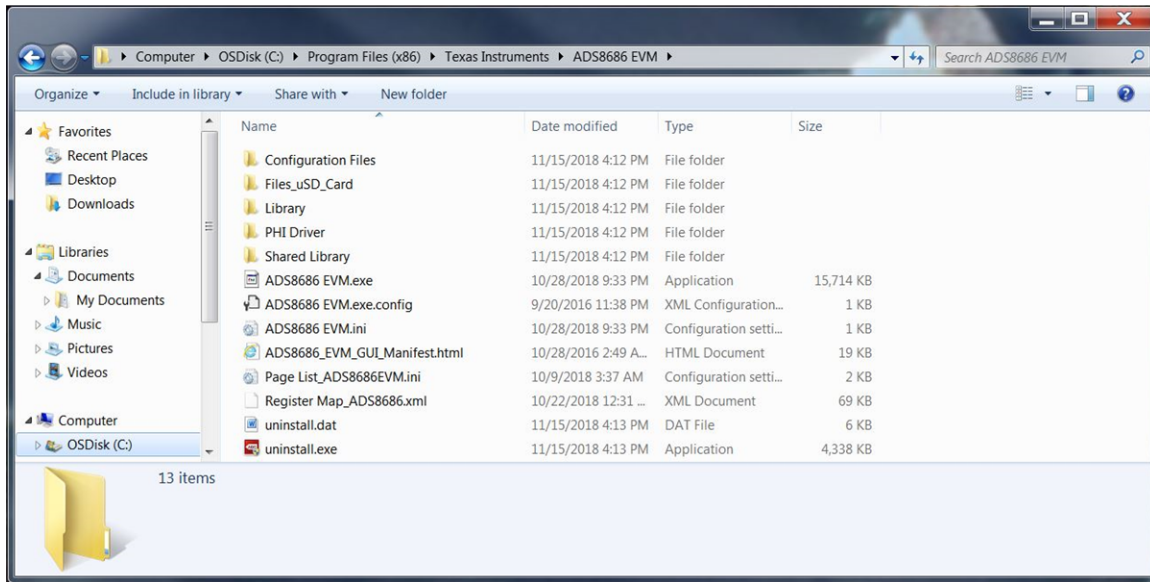 Computer ▸ OSDisk (C:) ▸ Program Files (x86) ▸ Texas Instruments ▸ ADS8686 EVM ▸ Search ADS8686 EVM
Organize Include in library Share with New folder
Favorites
Recent Places
Desktop
Downloads
Libraries
Documents
My Documents
Music
Pictures
Videos
Computer
OSDisk (C:)
Name Date modified Type Size
Configuration Files 11/15/2018 4:12 PM File folder
Files_uSD_Card 11/15/2018 4:12 PM File folder
Library 11/15/2018 4:12 PM File folder
PHI Driver 11/15/2018 4:12 PM File folder
Shared Library 11/15/2018 4:12 PM File folder
ADS8686 EVM.exe 10/28/2018 9:33 PM Application 15,714 KB
ADS8686 EVM.exe.config 9/20/2016 11:38 PM XML Configuration... 1 KB
ADS8686 EVM.ini 10/28/2018 9:33 PM Configuration setti... 1 KB
ADS8686_EVM_GUI_Manifest.html 10/28/2016 2:49 A... HTML Document 19 KB
Page List_ADS8686EVM.ini 10/9/2018 3:37 AM Configuration setti... 2 KB
Register Map_ADS8686.xml 10/22/2018 12:31 ... XML Document 69 KB
uninstall.dat 11/15/2018 4:13 PM DAT File 6 KB
uninstall.exe 11/15/2018 4:13 PM Application 4,338 KB
13 items